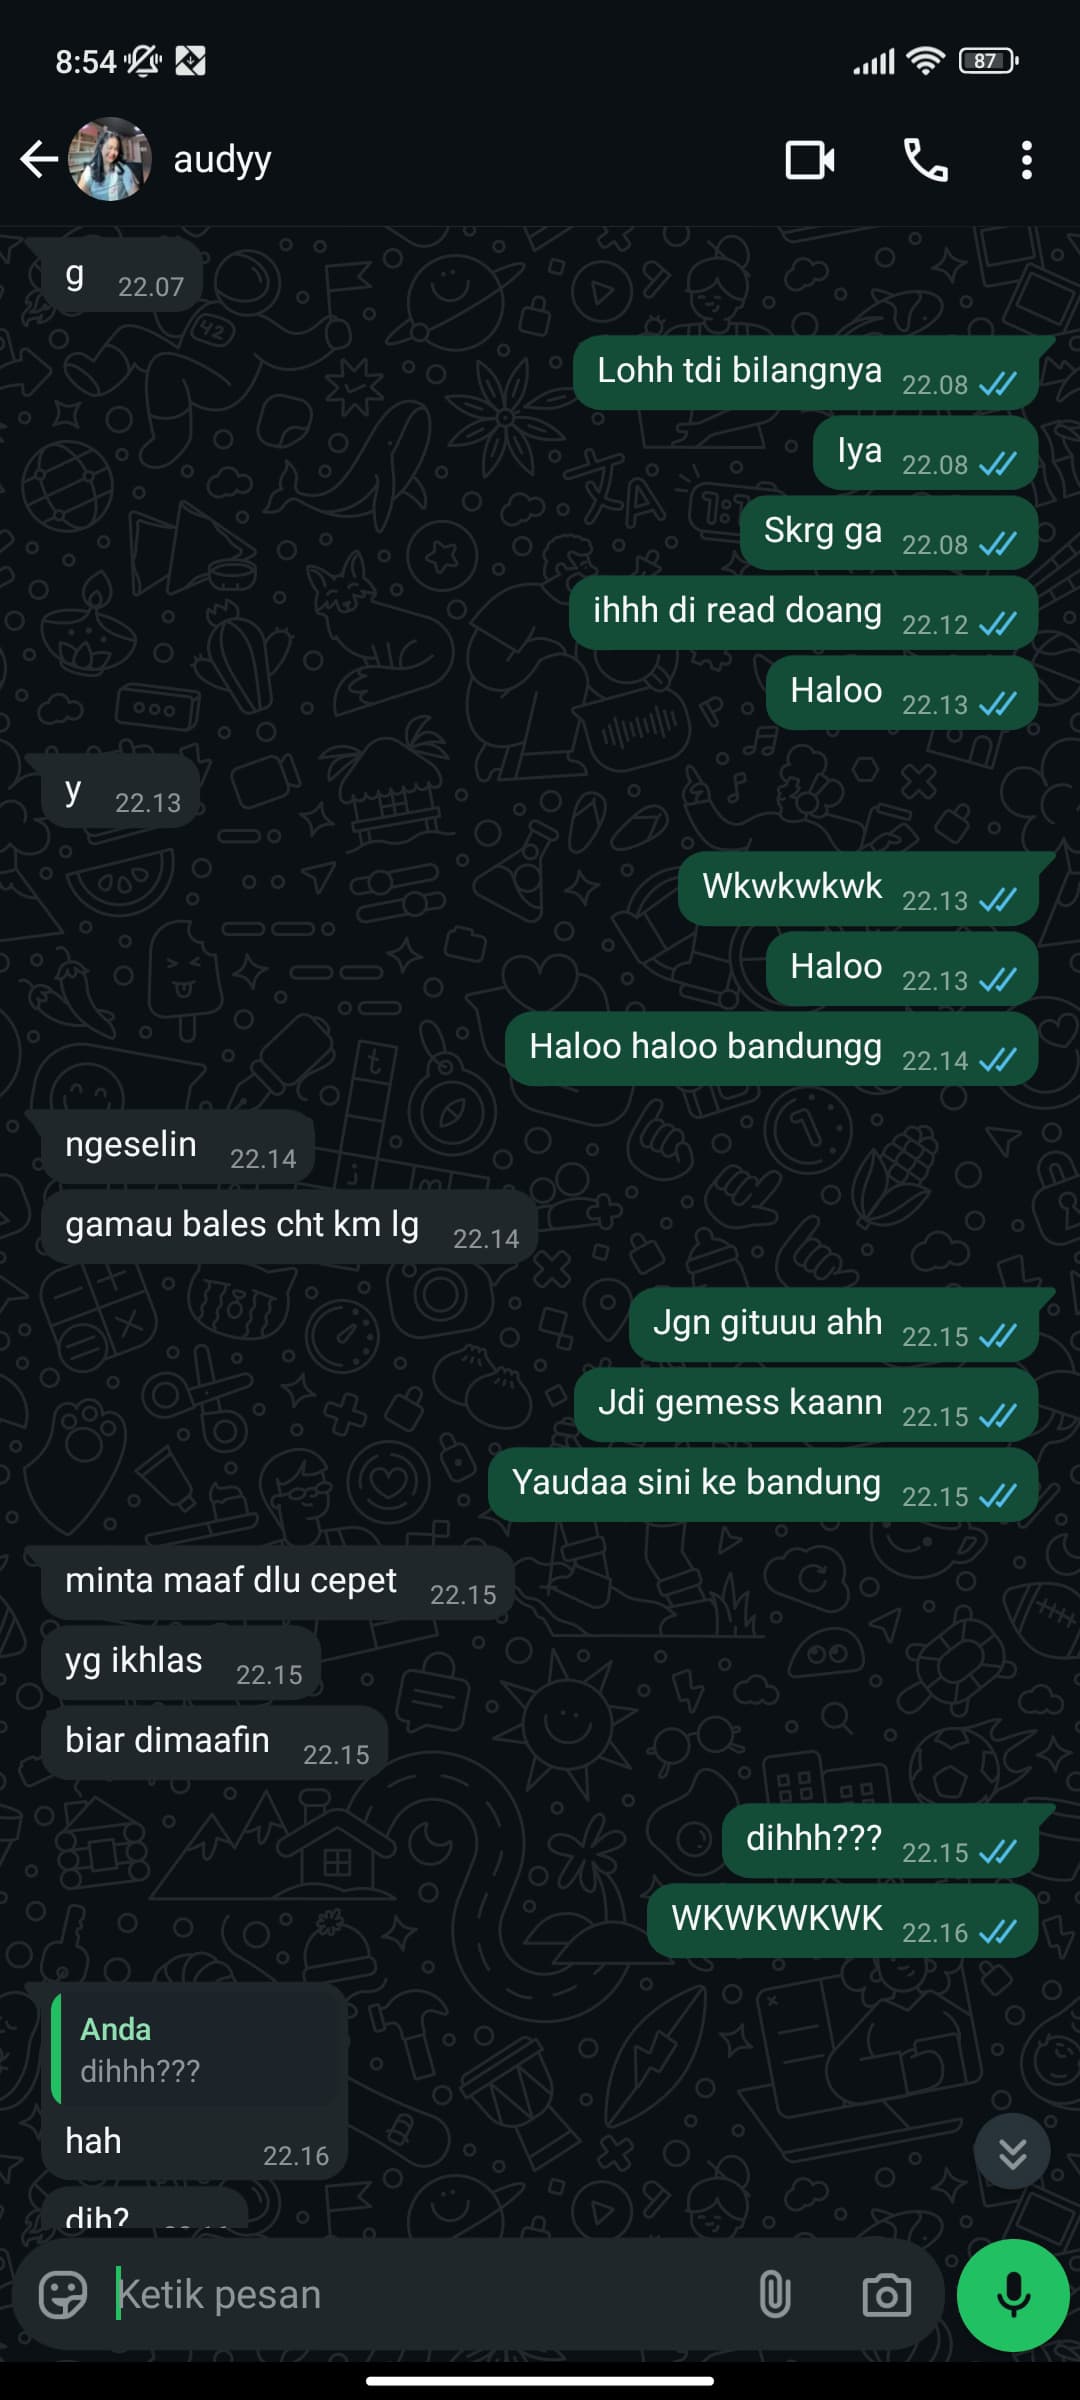 8:54
87
audyy
g 22.07
Lohh tdi bilangnya 22.08
Iya 22.08
Skrg ga 22.08
ihhh di read doang 22.12
Haloo 22.13
y 22.13
Wkwkwkwk 22.13
Haloo 22.13
Haloo haloo bandungg 22.14
ngeselin 22.14
gamau bales cht km lg 22.14
Jgn gituuu ahh 22.15
Jdi gemess kaann 22.15
Yaudaa sini ke bandung 22.15
minta maaf dlu cepet 22.15
yg ikhlas 22.15
biar dimaafin 22.15
dihhh??? 22.15
WKWKWKWK 22.16
Anda
dihhh???
hah 22.16
dih?
Ketik pesan